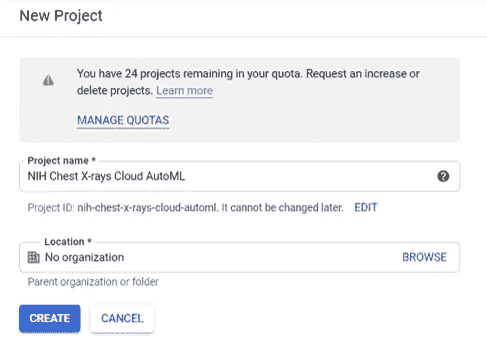 New Project
You have 24 projects remaining in your quota. Request an increase or
delete projects. Learn more
MANAGE QUOTAS
Project name *
NIH Chest X-rays Cloud AutoML
Project ID: nih-chest-x-rays-cloud-automl. It cannot be changed later. EDIT
Location *
No organization BROWSE
Parent organization or folder
CREATE CANCEL